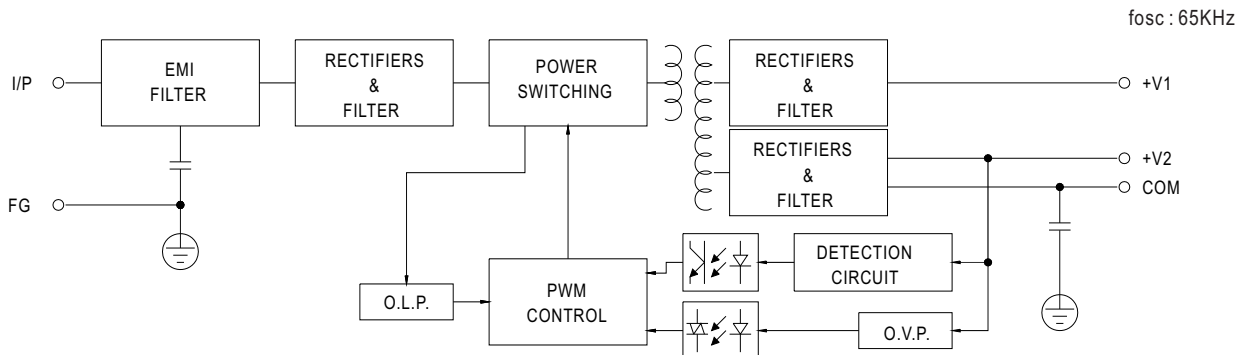 fosc : 65KHz
I/P
EMI
FILTER
RECTIFIERS
&
FILTER
POWER
SWITCHING
RECTIFIERS
&
FILTER
+V1
RECTIFIERS
&
FILTER
+V2
COM
FG
DETECTION
CIRCUIT
O.L.P.
PWM
CONTROL
O.V.P.